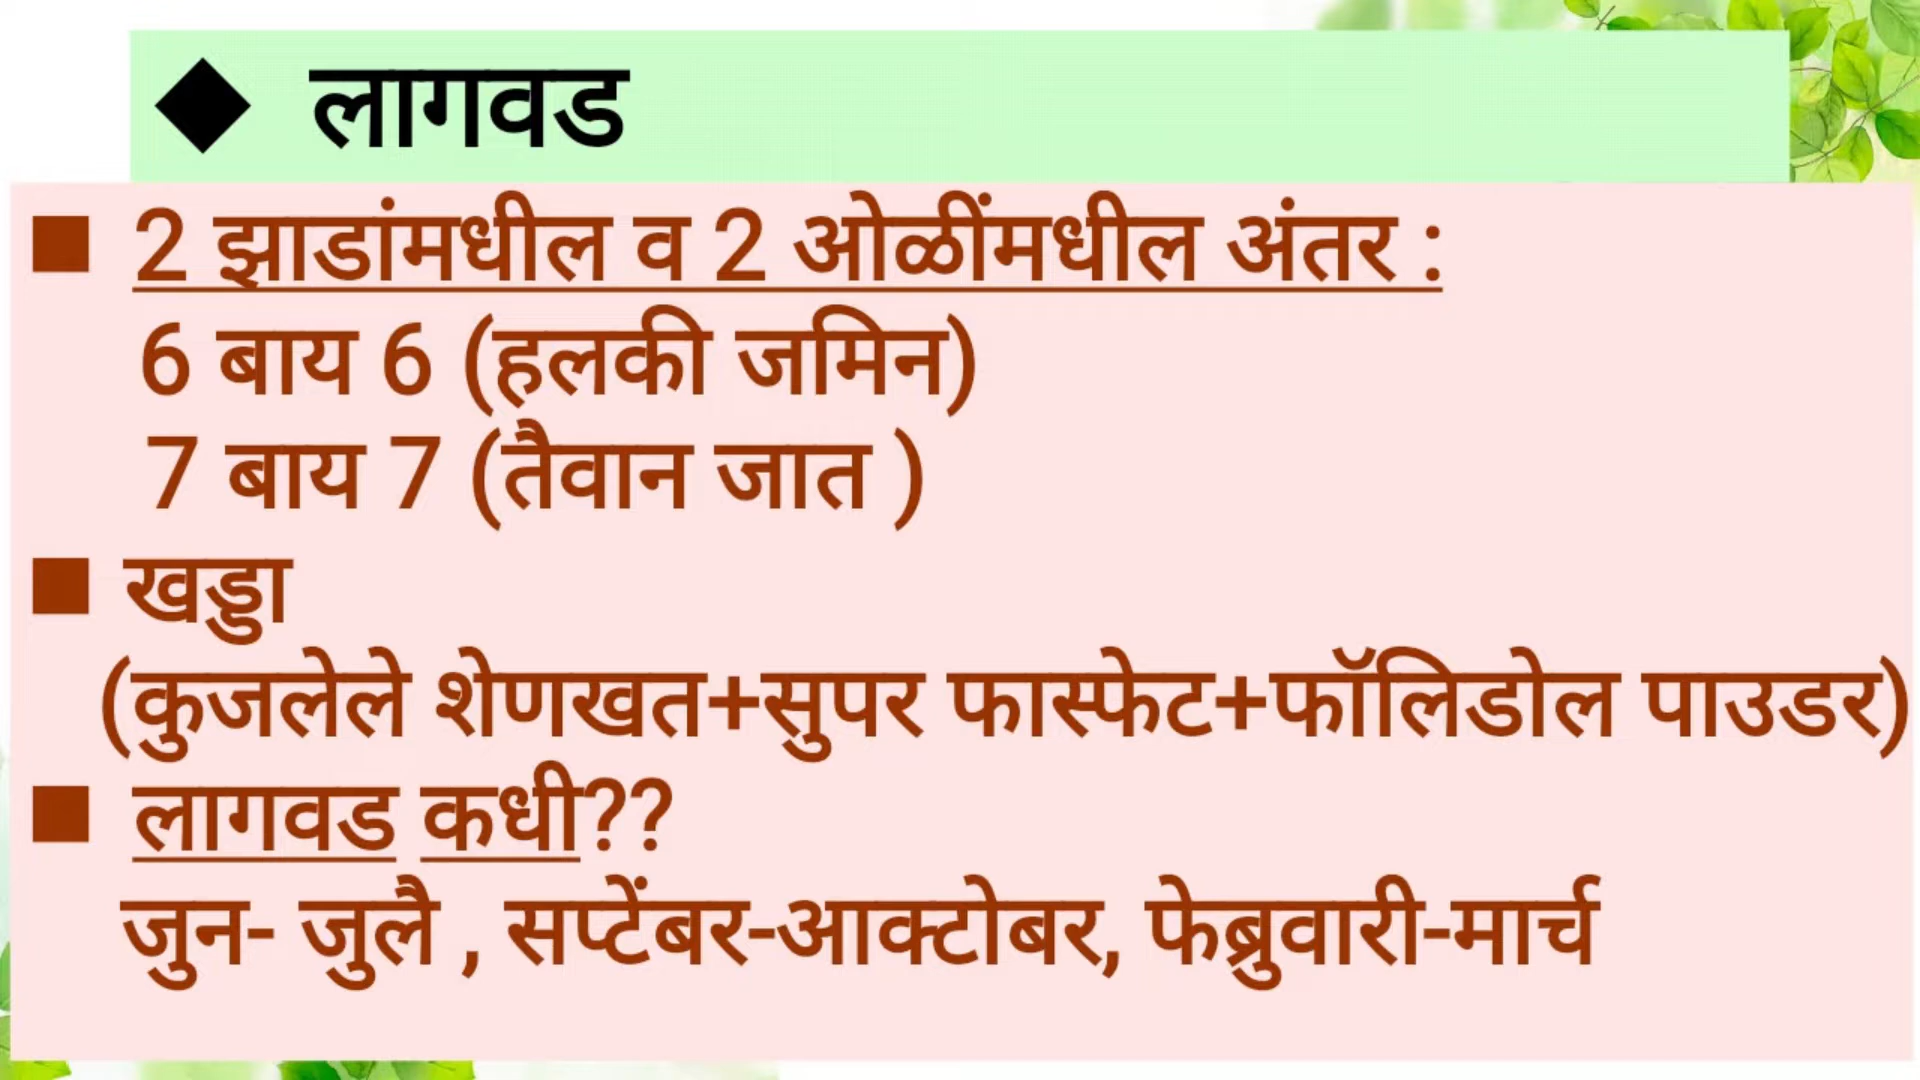 ◆ लागवड
■ 2 झाडांमधील व 2 ओळींमधील अंतर :
6 बाय 6 (हलकी जमिन)
7 बाय 7 (तैवान जात )
■ खड्डा
(कुजलेले शेणखत+सुपर फास्फेट+फॉलिडोल पाउडर)
■ लागवड कधी??
जुन- जुलै , सप्टेंबर-आक्टोबर, फेब्रुवारी-मार्च